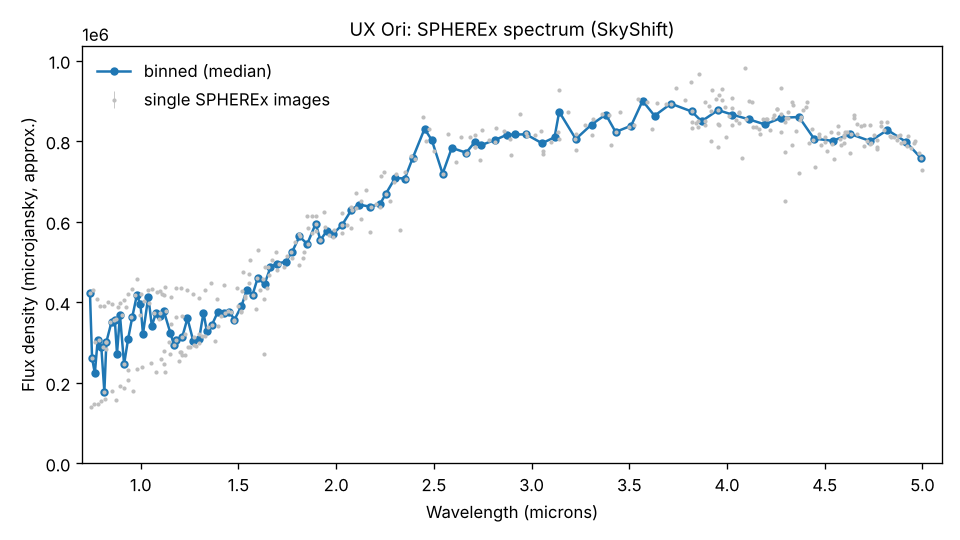 UX Ori: SPHEREx spectrum (SkyShift)
1e6
binned (median)
single SPHEREx images
1.0
0.8
0.6
0.4
0.2
0.0
Flux density (microjansky, approx.)
1.0 1.5 2.0 2.5 3.0 3.5 4.0 4.5 5.0
Wavelength (microns)